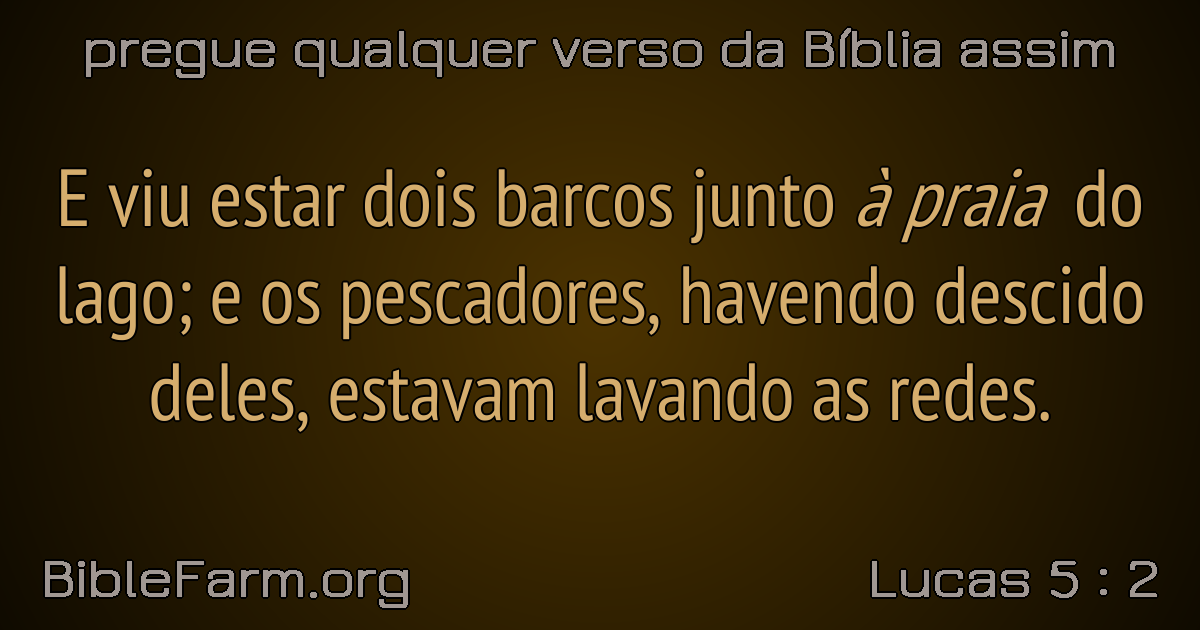 pregue qualquer verso da Bíblia assim
E viu estar dois barcos junto à praia do
lago; e os pescadores, havendo descido
deles, estavam lavando as redes.
BibleFarm.org
Lucas 5 : 2